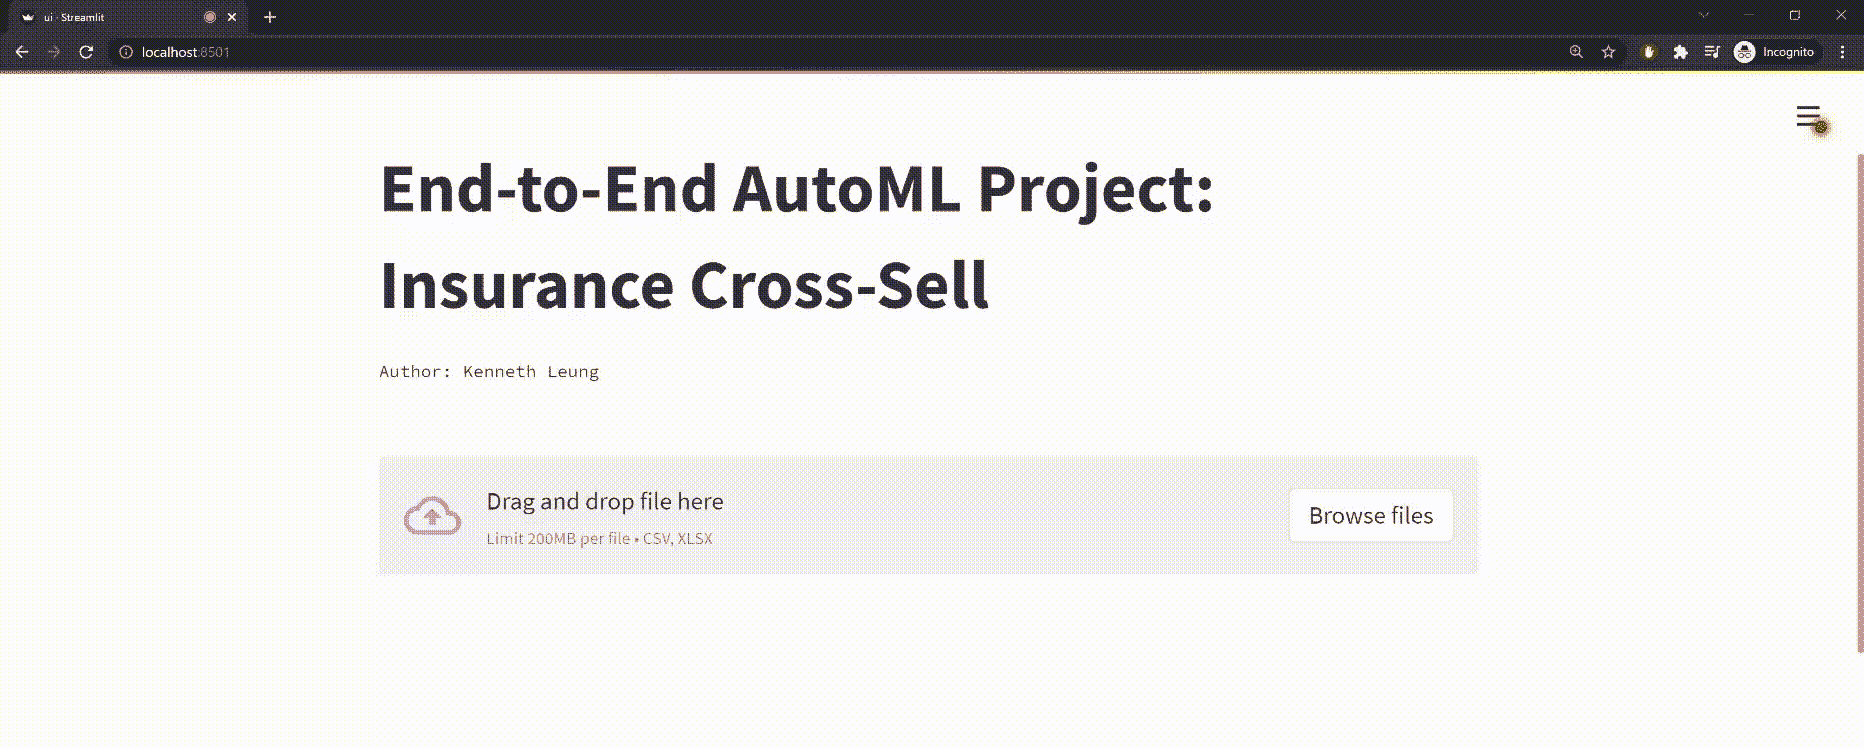 ui · Streamlit
localhost:8501
Incognito
End-to-End AutoML Project:
Insurance Cross-Sell
Author: Kenneth Leung
Drag and drop file here
Limit 200MB per file • CSV, XLSX
Browse files